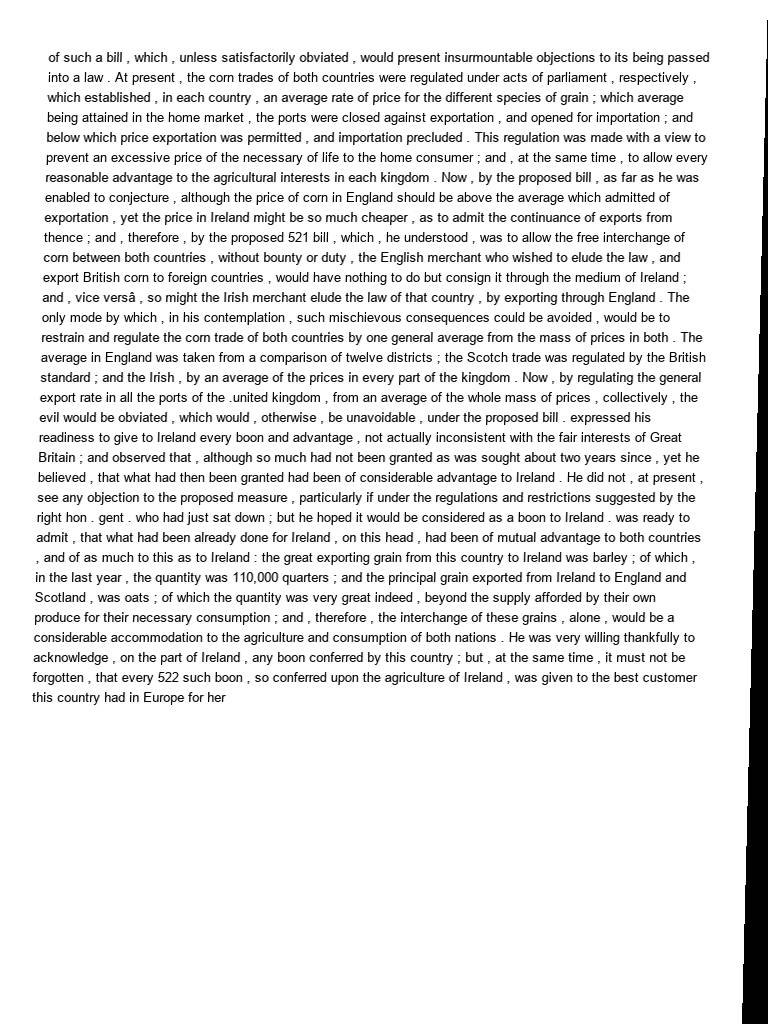 of such a bill , which , unless satisfactorily obviated , would present insurmountable objections to its being passed
into a law . At present , the corn trades of both countries were regulated under acts of parliament , respectively ,
which established , in each country , an average rate of price for the different species of grain ; which average
being attained in the home market , the ports were closed against exportation , and opened for importation ; and
below which price exportation was permitted , and importation precluded . This regulation was made with a view to
prevent an excessive price of the necessary of life to the home consumer ; and , at the same time , to allow every
reasonable advantage to the agricultural interests in each kingdom . Now , by the proposed bill , as far as he was
enabled to conjecture , although the price of corn in England should be above the average which admitted of
exportation , yet the price in Ireland might be so much cheaper , as to admit the continuance of exports from
thence ; and , therefore , by the proposed 521 bill , which , he understood , was to allow the free interchange of
corn between both countries , without bounty or duty , the English merchant who wished to elude the law , and
export British corn to foreign countries , would have nothing to do but consign it through the medium of Ireland ;
and , vice versâ , so might the Irish merchant elude the law of that country , by exporting through England . The
only mode by which , in his contemplation , such mischievous consequences could be avoided , would be to
restrain and regulate the corn trade of both countries by one general average from the mass of prices in both . The
average in England was taken from a comparison of twelve districts ; the Scotch trade was regulated by the British
standard ; and the Irish , by an average of the prices in every part of the kingdom . Now , by regulating the general
export rate in all the ports of the .united kingdom , from an average of the whole mass of prices , collectively , the
evil would be obviated , which would , otherwise , be unavoidable , under the proposed bill . expressed his
readiness to give to Ireland every boon and advantage , not actually inconsistent with the fair interests of Great
Britain ; and observed that , although so much had not been granted as was sought about two years since , yet he
believed , that what had then been granted had been of considerable advantage to Ireland . He did not , at present ,
see any objection to the proposed measure , particularly if under the regulations and restrictions suggested by the
right hon . gent . who had just sat down ; but he hoped it would be considered as a boon to Ireland . was ready to
admit , that what had been already done for Ireland , on this head , had been of mutual advantage to both countries
, and of as much to this as to Ireland : the great exporting grain from this country to Ireland was barley ; of which ,
in the last year , the quantity was 110,000 quarters ; and the principal grain exported from Ireland to England and
Scotland , was oats ; of which the quantity was very great indeed , beyond the supply afforded by their own
produce for their necessary consumption ; and , therefore , the interchange of these grains , alone , would be a
considerable accommodation to the agriculture and consumption of both nations . He was very willing thankfully to
acknowledge , on the part of Ireland , any boon conferred by this country ; but , at the same time , it must not be
forgotten , that every 522 such boon , so conferred upon the agriculture of Ireland , was given to the best customer
this country had in Europe for her